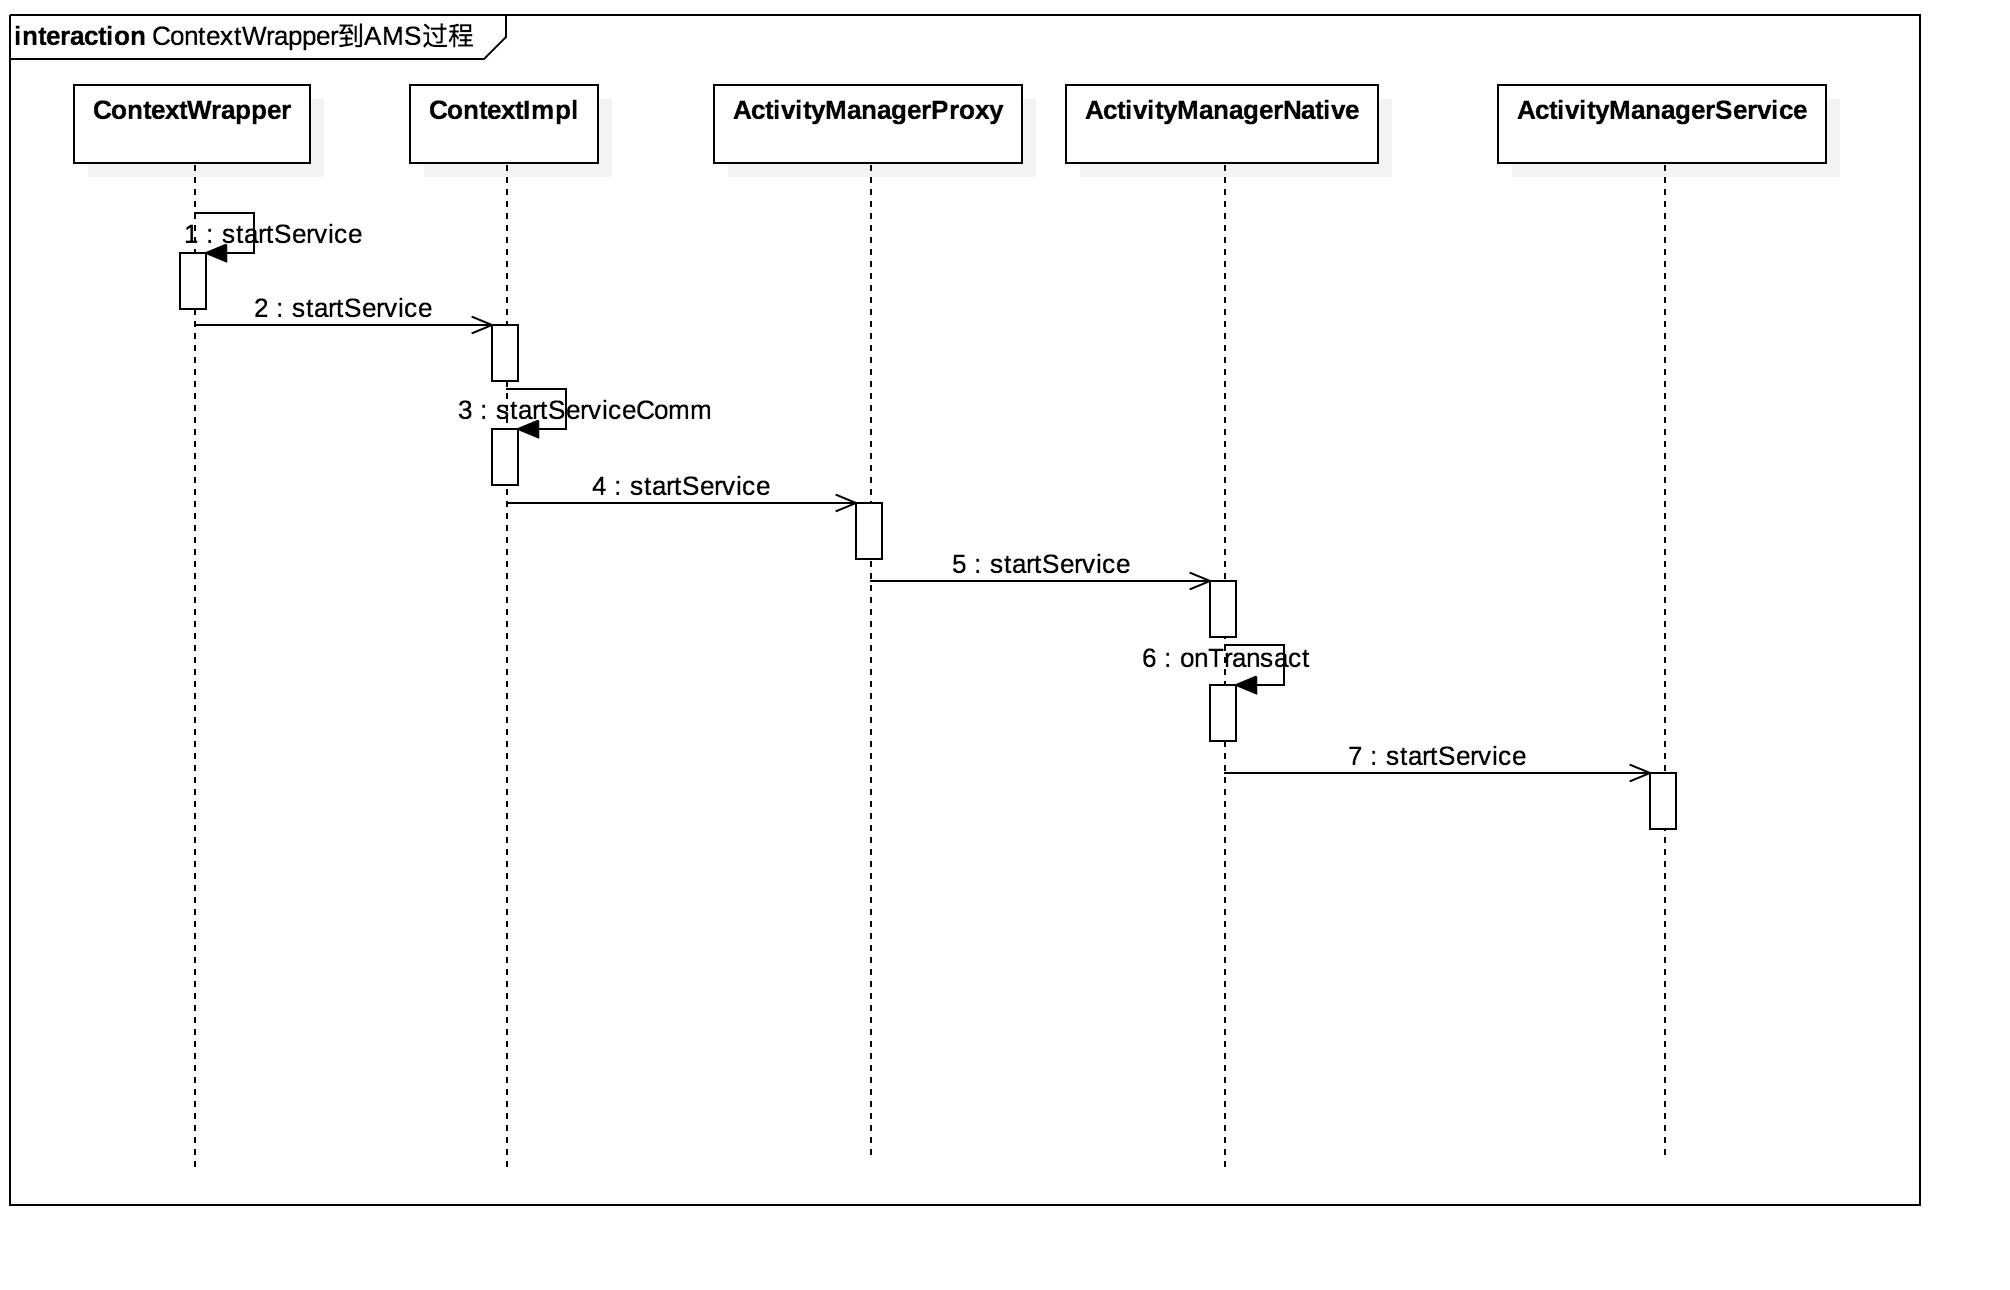 interaction ContextWrapper到AMS过程
ContextWrapper
ContextImpl
ActivityManagerProxy
ActivityManagerNative
ActivityManagerService
1 : startService
2 : startService
3 : startServiceComm
4 : startService
5 : startService
6 : onTransact
7 : startService